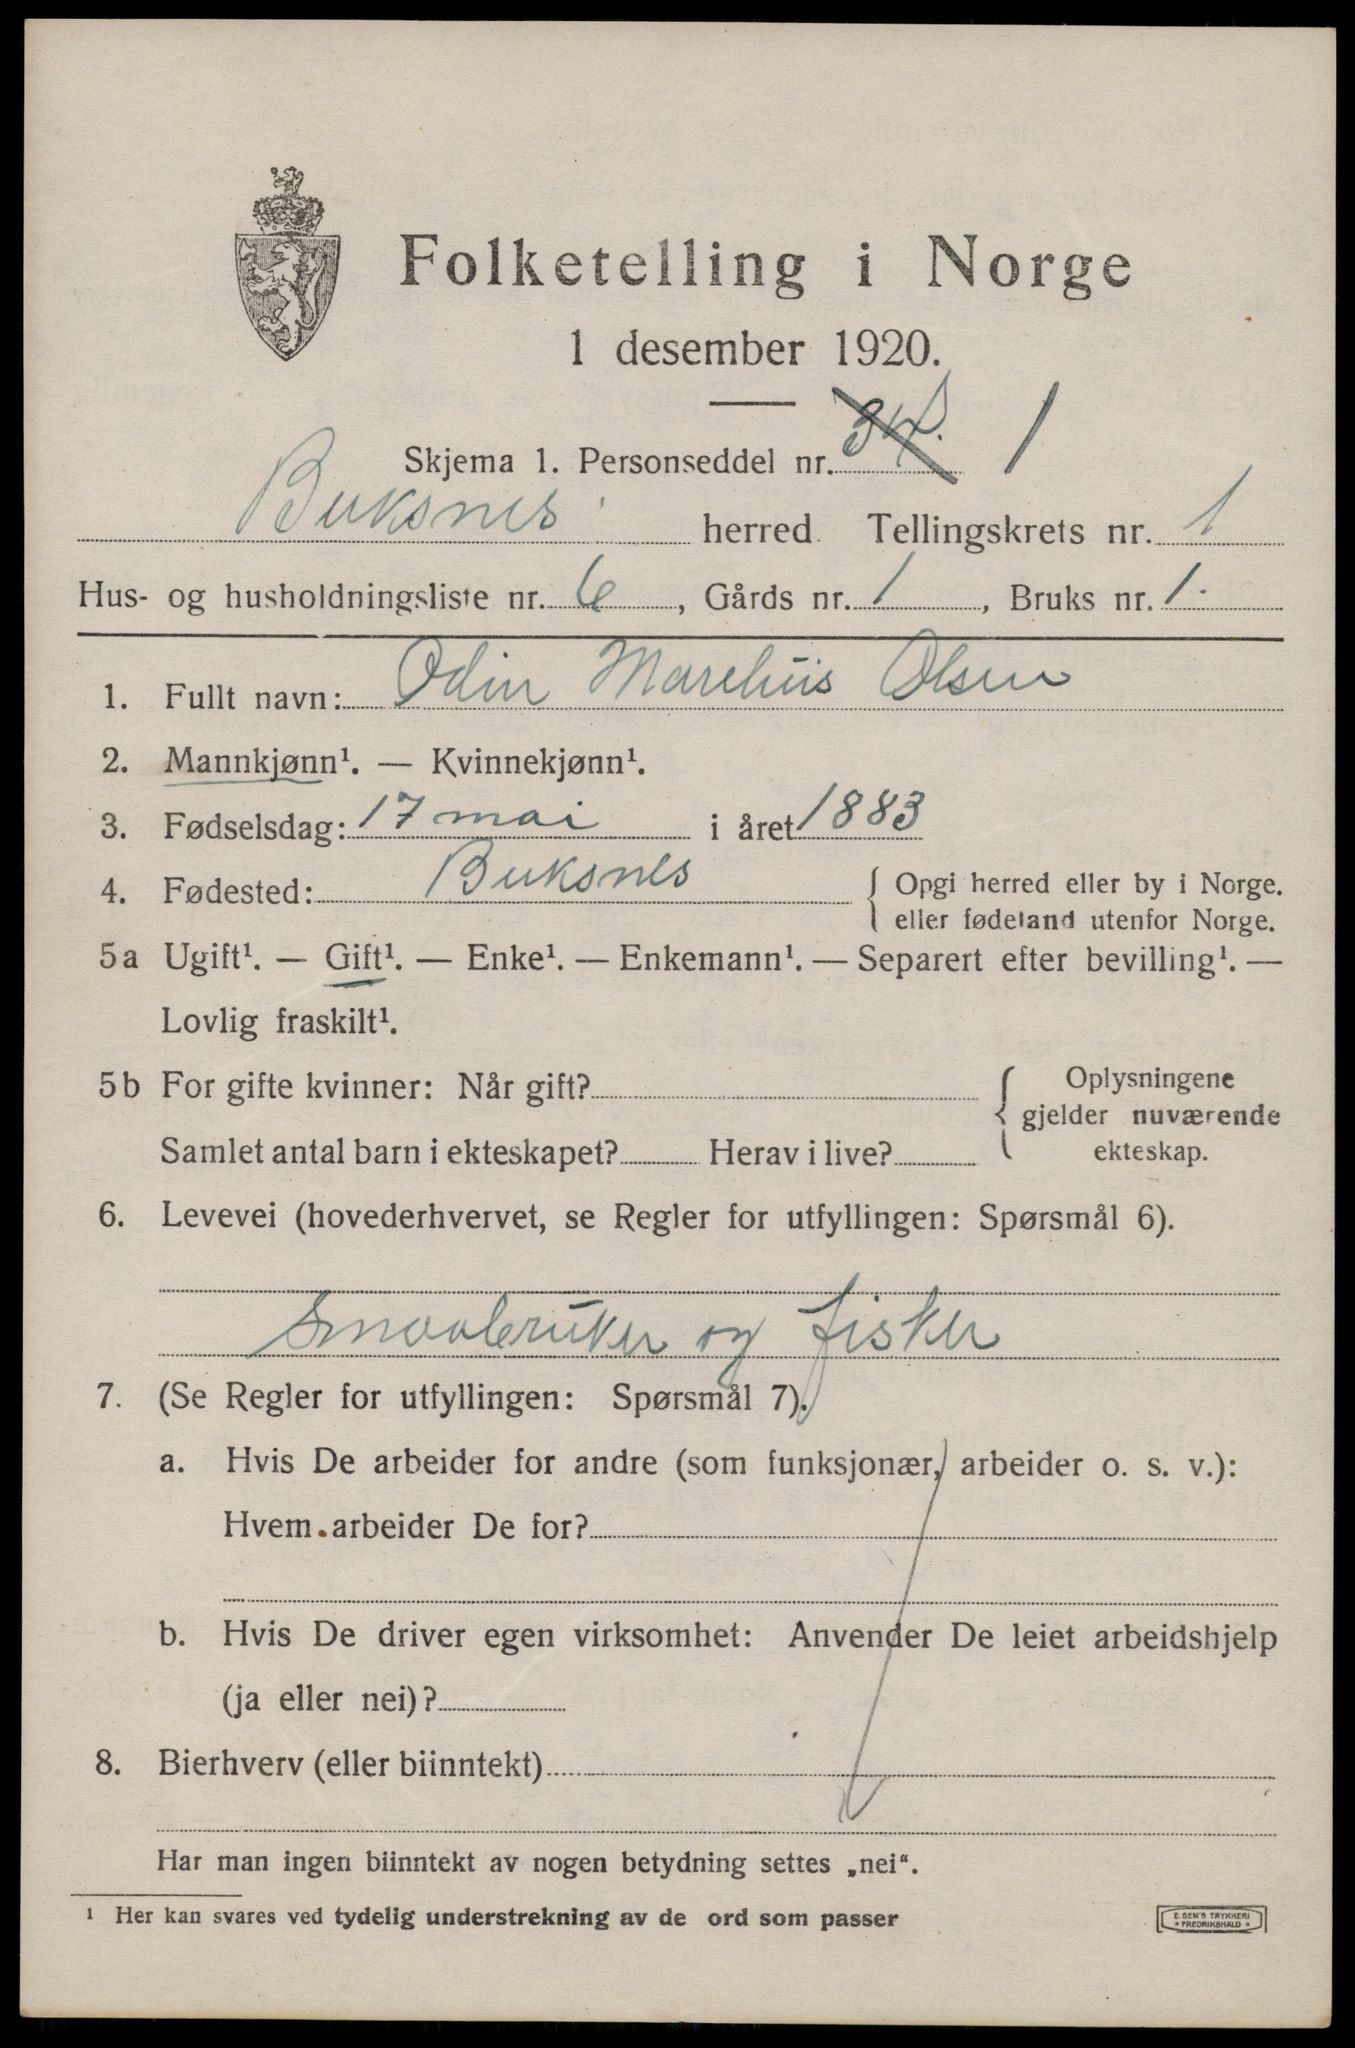 Folketelling i Norge
1 desember 1920.
Skjema 1. Personseddel nr. 1
Buksnes herred Tellingskrets nr. 1
Hus- og husholdningsliste nr. 6, Gårds nr. 1, Bruks nr. 1.
1. Fullt navn: Odin Marelius Olsen
2. Mannkjønn¹. — Kvinnekjønn¹.
3. Fødselsdag: 17 mai i året 1883
4. Fødested: Buksnes { Opgi herred eller by i Norge.
eller fødeland utenfor Norge.
5a Ugift¹. — Gift¹. — Enke¹. — Enkemann¹. — Separert efter bevilling¹. —
Lovlig fraskilt¹.
5b For gifte kvinner: Når gift? { Oplysningene
gjelder nuværende
Samlet antal barn i ekteskapet? Herav i live? ekteskap.
6. Levevei (hovederhvervet, se Regler for utfyllingen: Spørsmål 6).
Smaabruker og fisker
7. (Se Regler for utfyllingen: Spørsmål 7).
a. Hvis De arbeider for andre (som funksjonær, arbeider o. s. v.):
Hvem arbeider De for?
b. Hvis De driver egen virksomhet: Anvender De leiet arbeidshjelp
(ja eller nei)?
8. Bierhverv (eller biinntekt)
Har man ingen biinntekt av nogen betydning settes „nei“.
¹ Her kan svares ved tydelig understrekning av de ord som passer
E. SEM'S TRYKKERI
* FREDRIKSHALD *